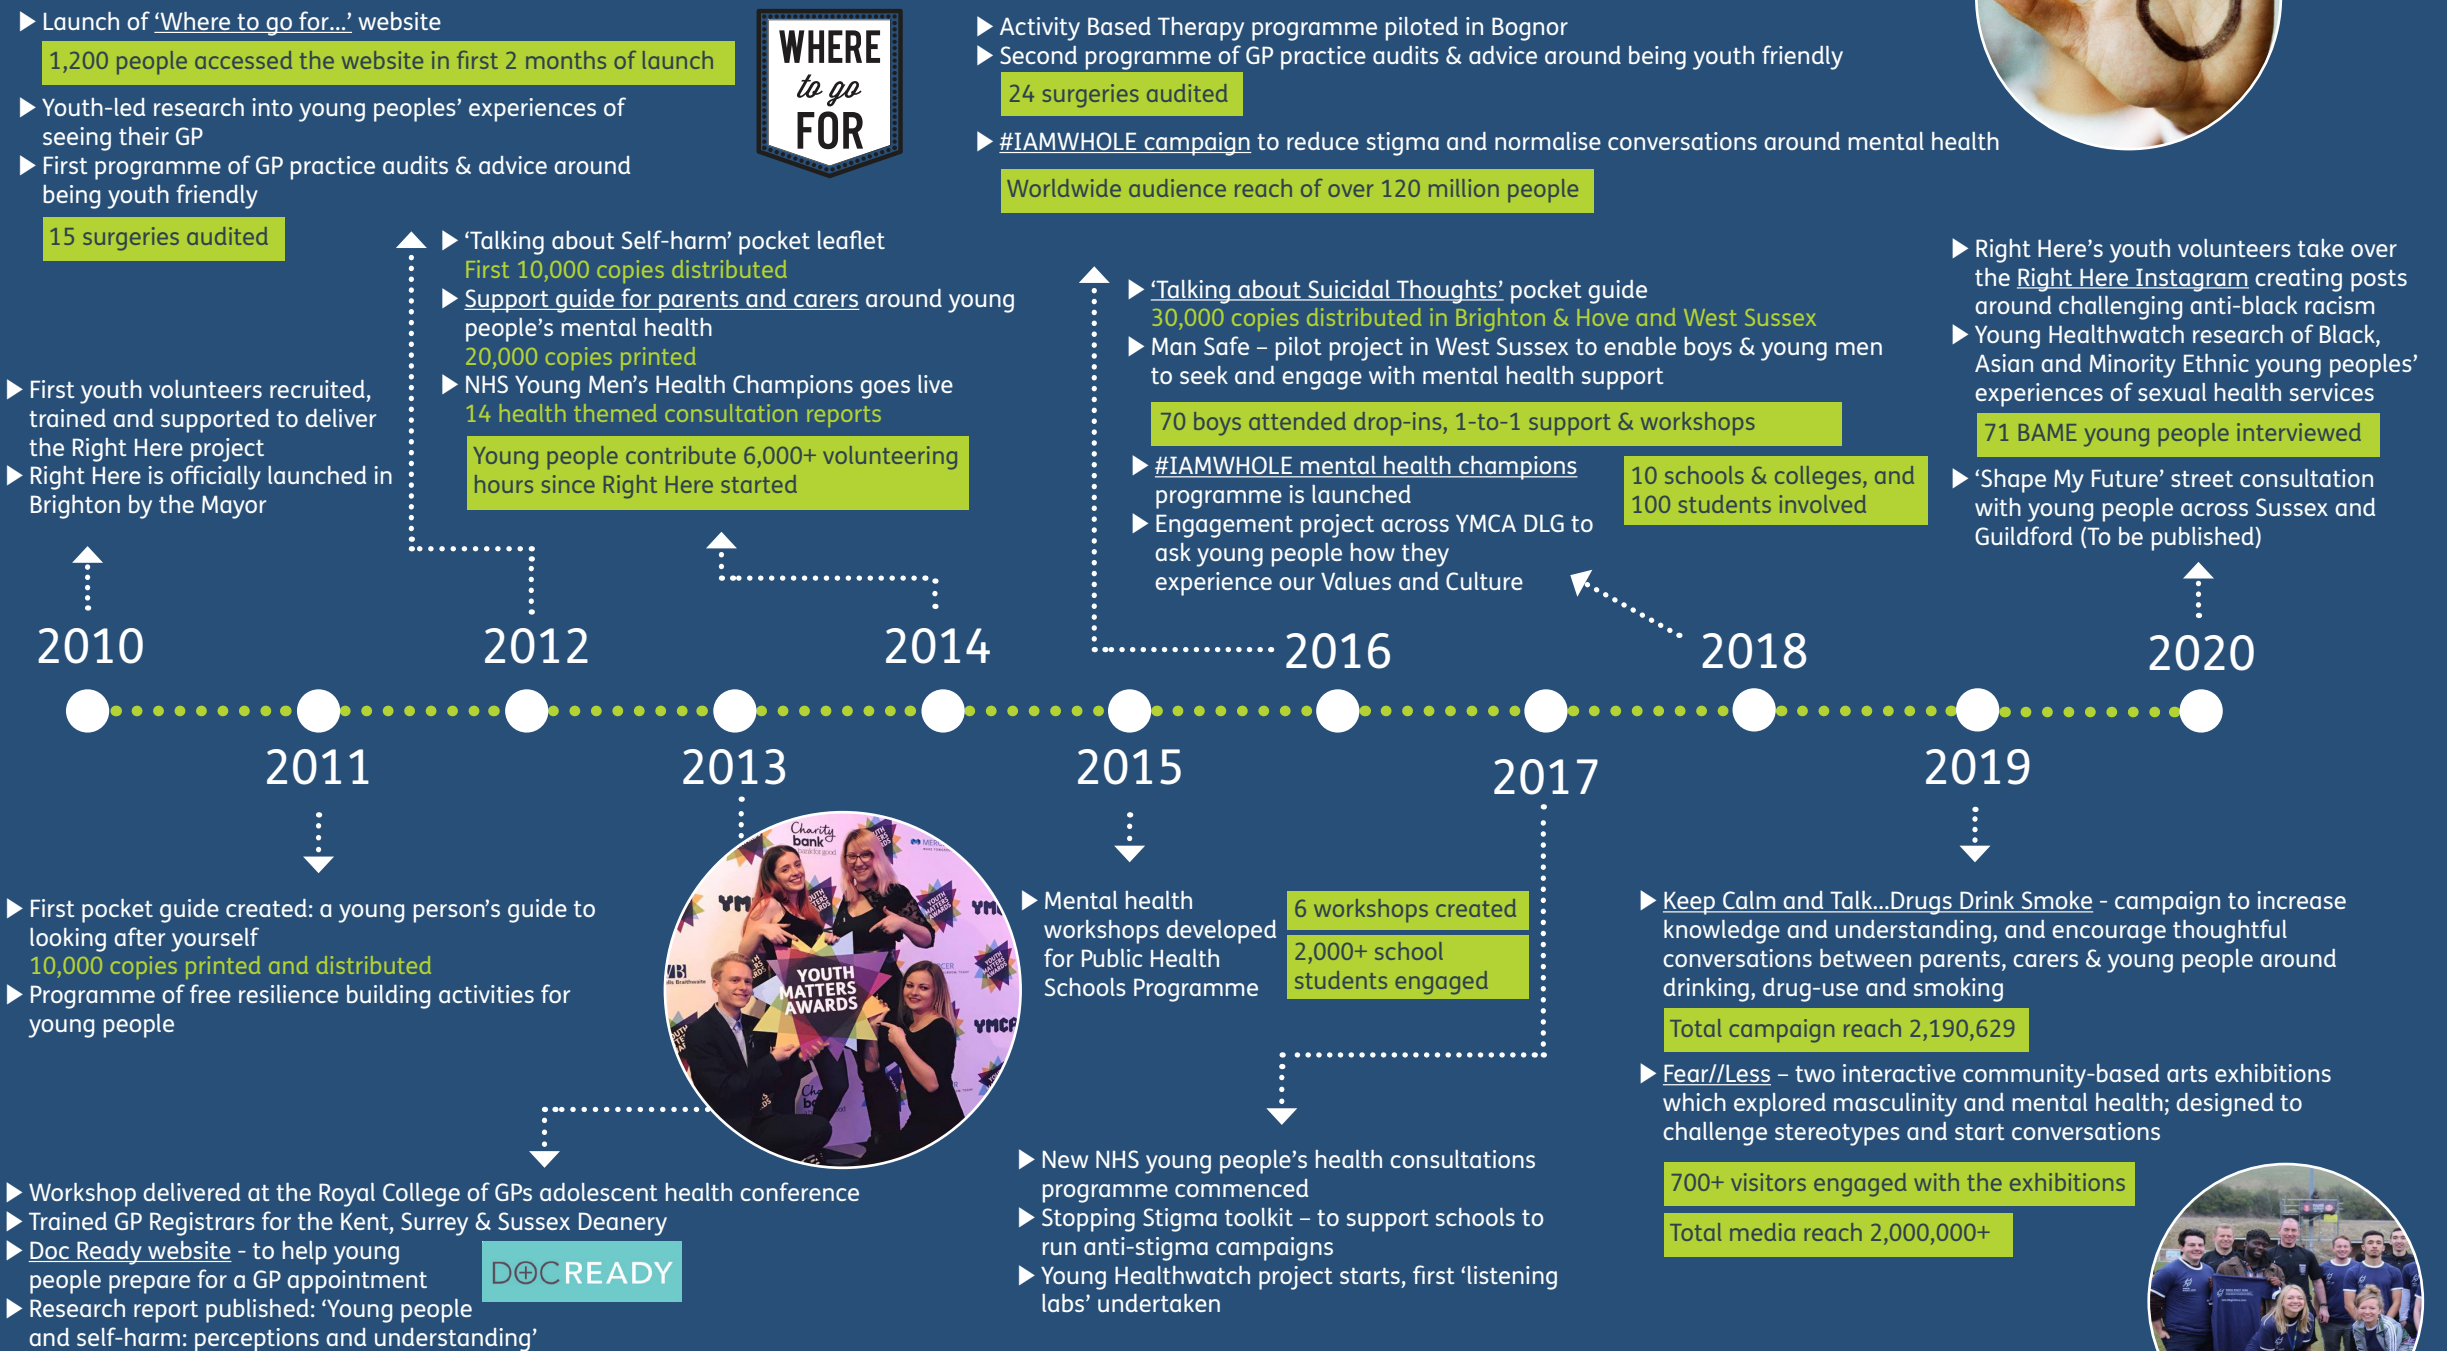 Launch of ‘Where to go for...’ website
1,200 people accessed the website in first 2 months of launch
Youth-led research into young peoples’ experiences of
seeing their GP
First programme of GP practice audits & advice around
being youth friendly
15 surgeries audited
WHERE
to go
FOR
Activity Based Therapy programme piloted in Bognor
Second programme of GP practice audits & advice around being youth friendly
24 surgeries audited
#IAMWHOLE campaign to reduce stigma and normalise conversations around mental health
Worldwide audience reach of over 120 million people
First youth volunteers recruited,
trained and supported to deliver
the Right Here project
Right Here is officially launched in
Brighton by the Mayor
‘Talking about Self-harm’ pocket leaflet
First 10,000 copies distributed
Support guide for parents and carers around young
people’s mental health
20,000 copies printed
NHS Young Men’s Health Champions goes live
14 health themed consultation reports
Young people contribute 6,000+ volunteering
hours since Right Here started
‘Talking about Suicidal Thoughts’ pocket guide
30,000 copies distributed in Brighton & Hove and West Sussex
Man Safe – pilot project in West Sussex to enable boys & young men
to seek and engage with mental health support
70 boys attended drop-ins, 1-to-1 support & workshops
#IAMWHOLE mental health champions
programme is launched
10 schools & colleges, and
100 students involved
Engagement project across YMCA DLG to
ask young people how they
experience our Values and Culture
Right Here’s youth volunteers take over
the Right Here Instagram creating posts
around challenging anti-black racism
Young Healthwatch research of Black,
Asian and Minority Ethnic young peoples’
experiences of sexual health services
71 BAME young people interviewed
‘Shape My Future’ street consultation
with young people across Sussex and
Guildford (To be published)
2010
2012
2014
2016
2018
2020
2011
2013
2015
2017
2019
First pocket guide created: a young person’s guide to
looking after yourself
10,000 copies printed and distributed
Programme of free resilience building activities for
young people
Charity
bank
YMCA
YOUTH
MATTERS
AWARDS
Workshop delivered at the Royal College of GPs adolescent health conference
Trained GP Registrars for the Kent, Surrey & Sussex Deanery
Doc Ready website - to help young
people prepare for a GP appointment
DOCREADY
Research report published: ‘Young people
and self-harm: perceptions and understanding’
Mental health
workshops developed
for Public Health
Schools Programme
6 workshops created
2,000+ school
students engaged
New NHS young people’s health consultations
programme commenced
Stopping Stigma toolkit – to support schools to
run anti-stigma campaigns
Young Healthwatch project starts, first ‘listening
labs’ undertaken
Keep Calm and Talk...Drugs Drink Smoke - campaign to increase
knowledge and understanding, and encourage thoughtful
conversations between parents, carers & young people around
drinking, drug-use and smoking
Total campaign reach 2,190,629
Fear//Less – two interactive community-based arts exhibitions
which explored masculinity and mental health; designed to
challenge stereotypes and start conversations
700+ visitors engaged with the exhibitions
Total media reach 2,000,000+